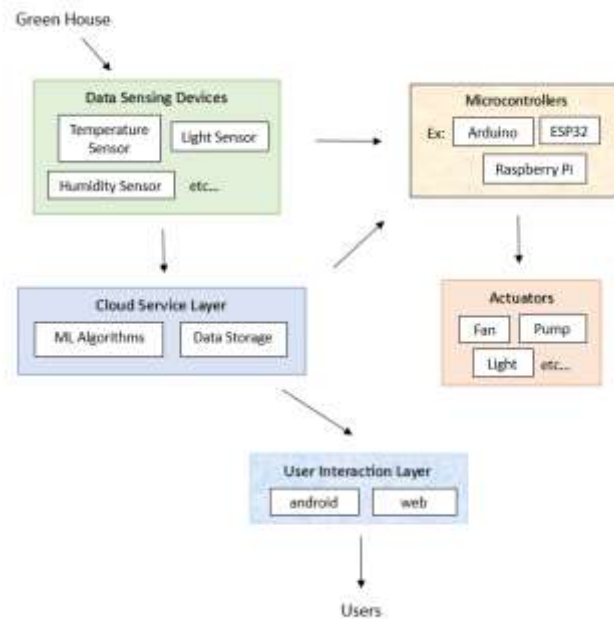 Green House
Data Sensing Devices
Temperature
Sensor
Light Sensor
Humidity Sensor
etc...
Microcontrollers
Ex:
Arduino
ESP32
Raspberry Pi
Cloud Service Layer
ML Algorithms
Data Storage
Actuators
Fan
Pump
Light
etc...
User Interaction Layer
android
web
Users